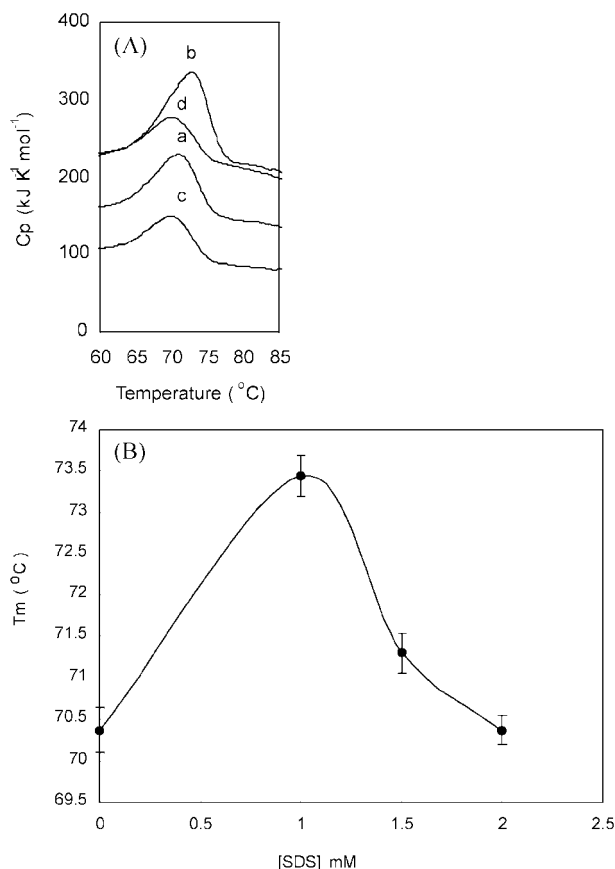 400
(A)
b
300
d
a
200
c
100
0
Cp (kJ K¹ mol⁻¹)
60 65 70 75 80 85
Temperature (°C)
74
(B)
73.5
73
72.5
72
71.5
71
70.5
70
69.5
Tm (°C)
0 0.5 1 1.5 2 2.5
[SDS] mM